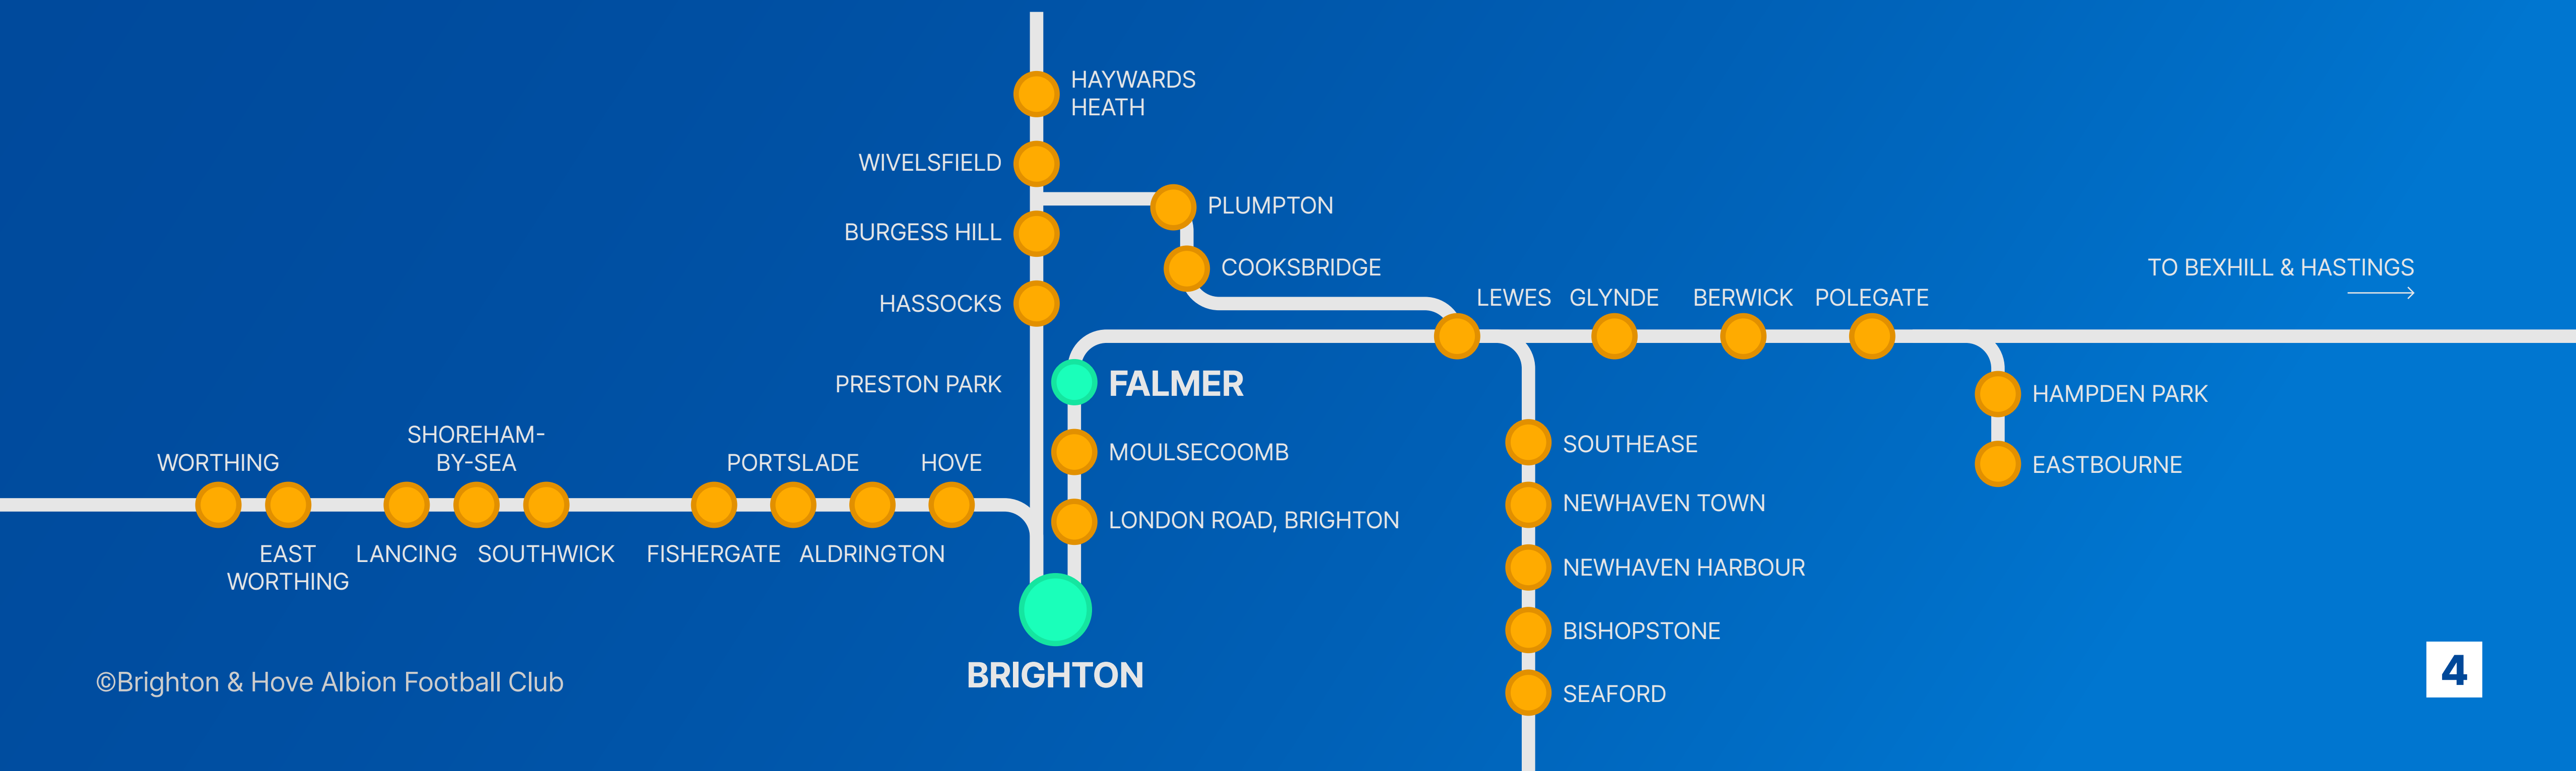 HAYWARDS
HEATH
WIVELSFIELD
PLUMPTON
BURGESS HILL
COOKSBRIDGE
TO BEXHILL & HASTINGS
HASSOCKS
LEWES
GLYNDE
BERWICK
POLEGATE
PRESTON PARK
FALMER
HAMPDEN PARK
SHOREHAM-
BY-SEA
WORTHING
PORTSLADE
HOVE
MOULSECOOMB
SOUTHEASE
EASTBOURNE
LONDON ROAD, BRIGHTON
NEWHAVEN TOWN
EAST
WORTHING
LANCING
SOUTHWICK
FISHERGATE
ALDRINGTON
NEWHAVEN HARBOUR
BISHOPSTONE
BRIGHTON
SEAFORD
©Brighton & Hove Albion Football Club
4